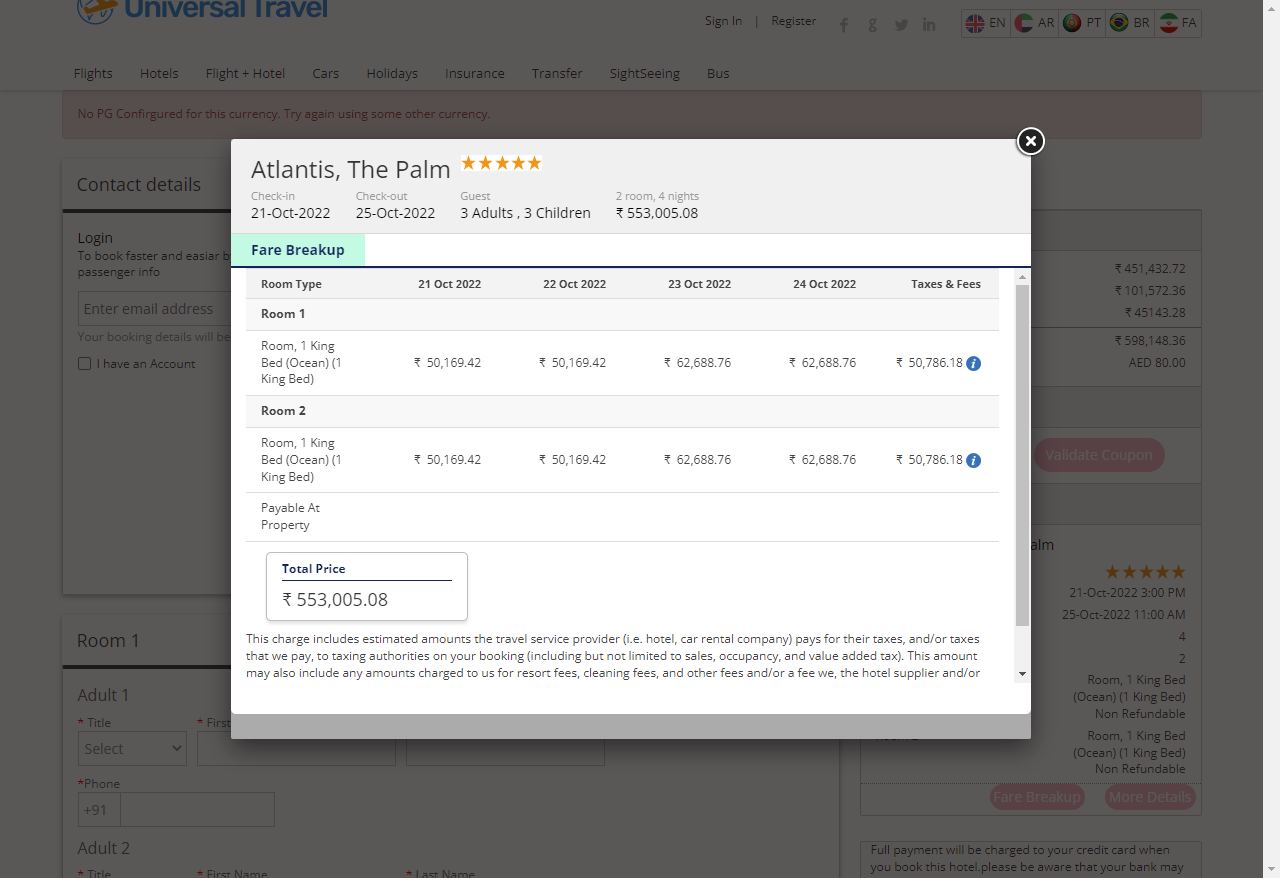 Universal Travel
Sign In | Register
EN AR PT BR FA
Flights Hotels Flight + Hotel Cars Holidays Insurance Transfer SightSeeing Bus
No PG Confirgured for this currency. Try again using some other currency.
Atlantis, The Palm
Check-in Check-out Guest 2 room, 4 nights
21-Oct-2022 25-Oct-2022 3 Adults , 3 Children ₹ 553,005.08
Fare Breakup
Room Type 21 Oct 2022 22 Oct 2022 23 Oct 2022 24 Oct 2022 Taxes & Fees
Room 1
Room, 1 King
Bed (Ocean) (1 ₹ 50,169.42 ₹ 50,169.42 ₹ 62,688.76 ₹ 62,688.76 ₹ 50,786.18 i
King Bed)
Room 2
Room, 1 King
Bed (Ocean) (1 ₹ 50,169.42 ₹ 50,169.42 ₹ 62,688.76 ₹ 62,688.76 ₹ 50,786.18 i
King Bed)
Payable At
Property
Total Price
₹ 553,005.08
This charge includes estimated amounts the travel service provider (i.e. hotel, car rental company) pays for their taxes, and/or taxes
that we pay, to taxing authorities on your booking (including but not limited to sales, occupancy, and value added tax). This amount
may also include any amounts charged to us for resort fees, cleaning fees, and other fees and/or a fee we, the hotel supplier and/or
Contact details
Login
To book faster and easiar b
passenger info
Enter email address
Your booking details will be
I have an Account
Room 1
Adult 1
* Title * First
Select
*Phone
+91
Adult 2
* Title * First Name * Last Name
₹ 451,432.72
₹ 101,572.36
₹ 45143.28
₹ 598,148.36
AED 80.00
Validate Coupon
alm
21-Oct-2022 3:00 PM
25-Oct-2022 11:00 AM
4
2
Room, 1 King Bed
(Ocean) (1 King Bed)
Non Refundable
Room, 1 King Bed
(Ocean) (1 King Bed)
Non Refundable
Fare Breakup More Details
Full payment will be charged to your credit card when
you book this hotel.please be aware that your bank may